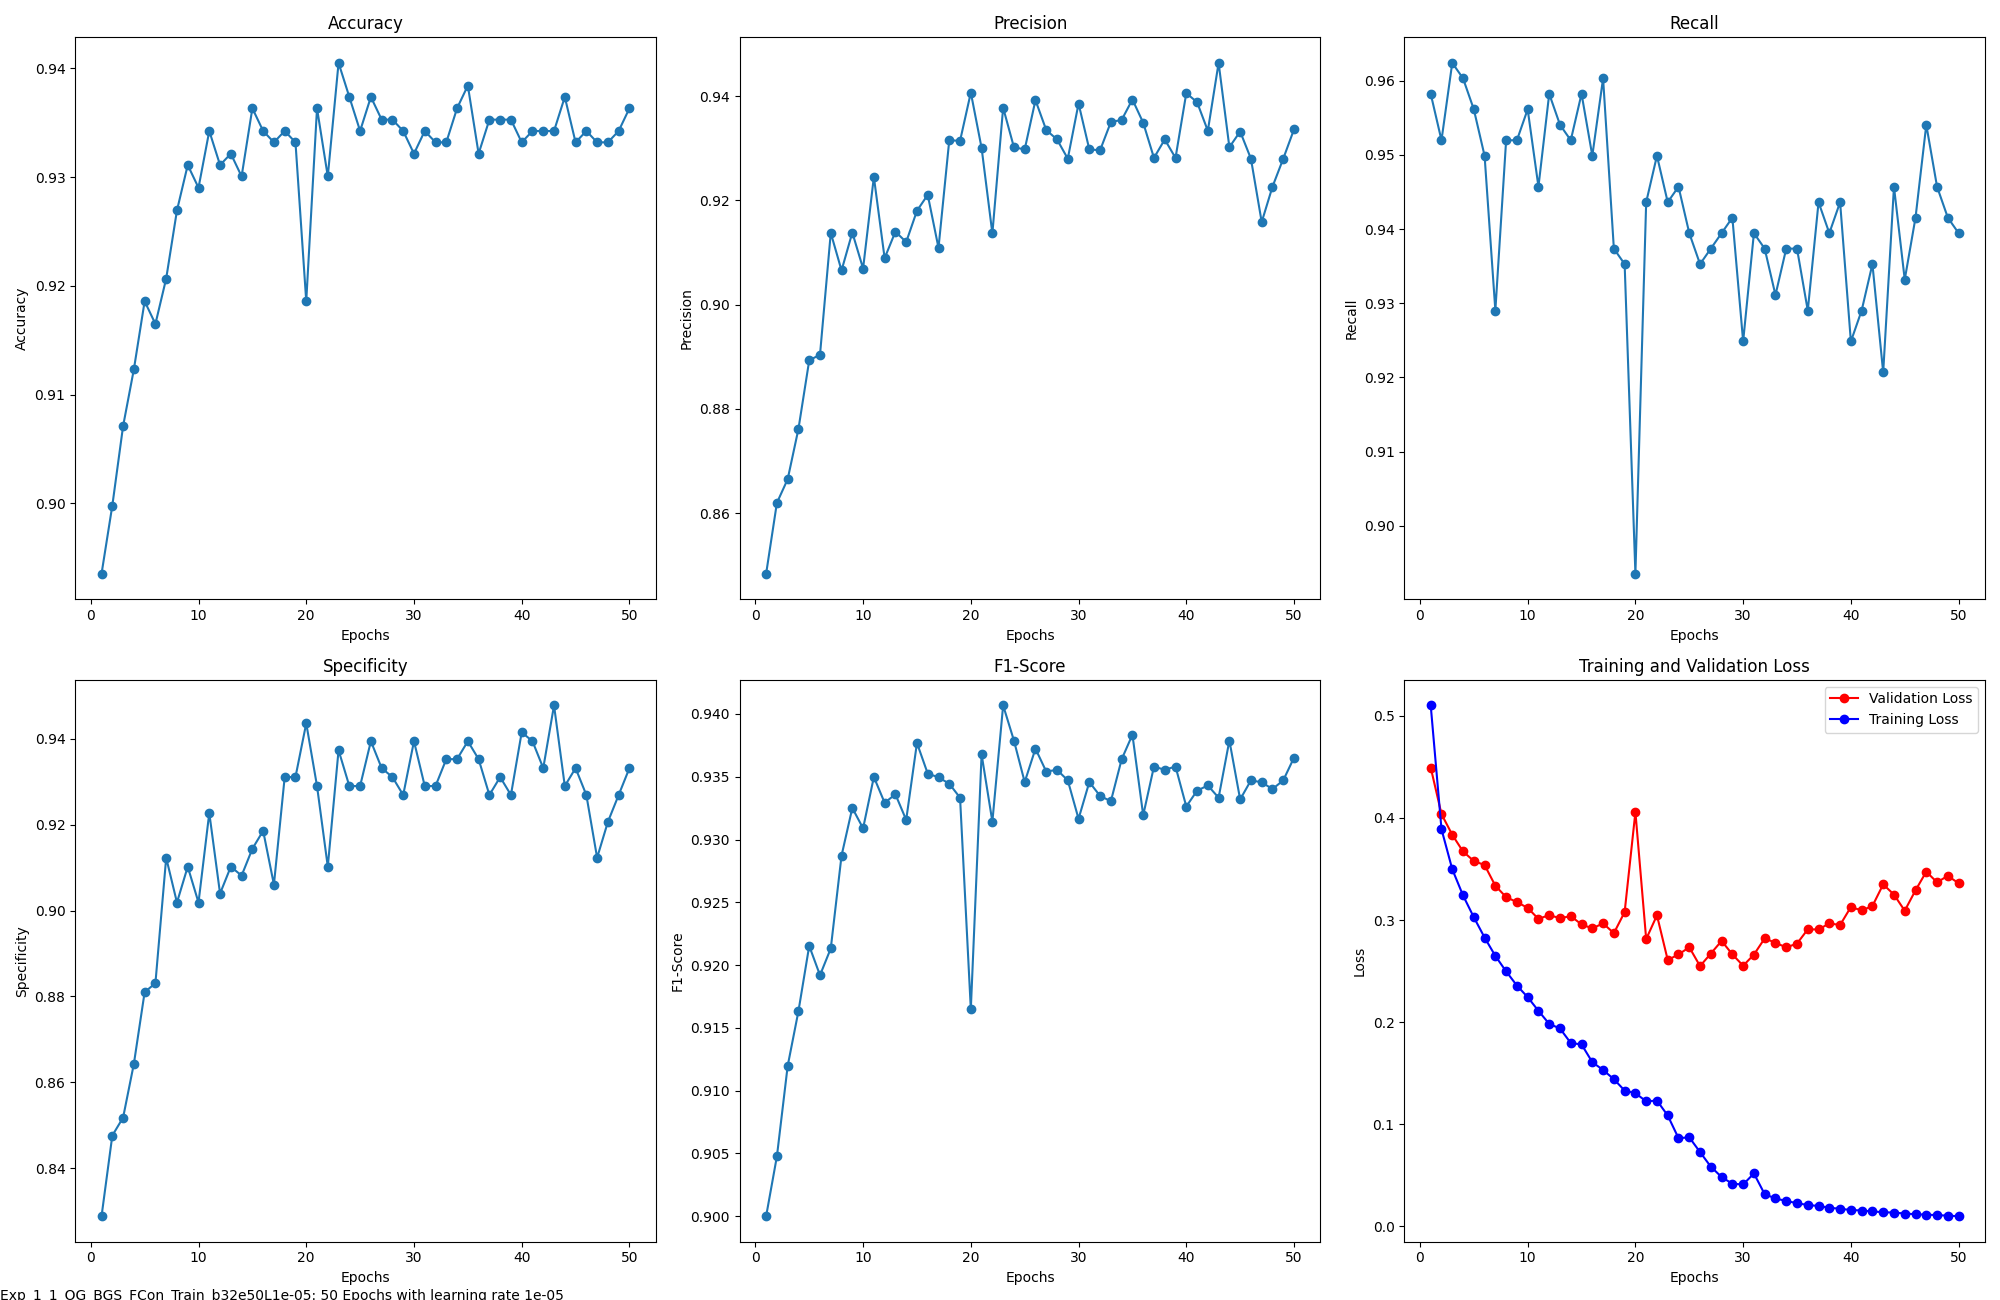 Accuracy
Precision
Recall
0.94
0.93
0.92
0.91
0.90
Accuracy
0 10 20 30 40 50
Epochs
0.94
0.92
0.90
0.88
0.86
Precision
0 10 20 30 40 50
Epochs
0.96
0.95
0.94
0.93
0.92
0.91
0.90
Recall
0 10 20 30 40 50
Epochs
Specificity
F1-Score
Training and Validation Loss
0.94
0.92
0.90
0.88
0.86
0.84
Specificity
0 10 20 30 40 50
Epochs
0.940
0.935
0.930
0.925
0.920
0.915
0.910
0.905
0.900
F1-Score
0 10 20 30 40 50
Epochs
Validation Loss
Training Loss
0.5
0.4
0.3
0.2
0.1
0.0
Loss
0 10 20 30 40 50
Epochs
Exp_1_1_OG_BGS_FCon_Train_b32e50L1e-05: 50 Epochs with learning rate 1e-05